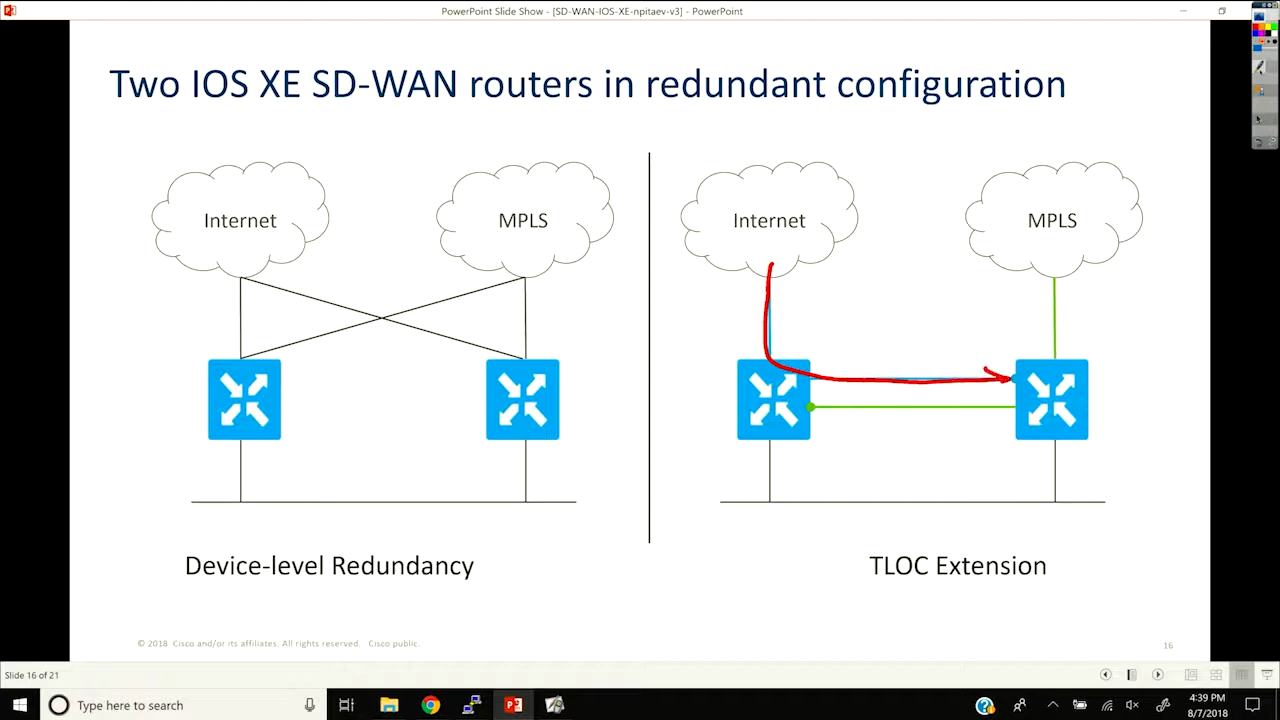 PowerPoint Slide Show - [SD-WAN-IOS-XE-npitaev-v3] - PowerPoint
Two IOS XE SD-WAN routers in redundant configuration
Internet
MPLS
Internet
MPLS
Device-level Redundancy
TLOC Extension
© 2018 Cisco and/or its affiliates. All rights reserved. Cisco public.
16
Slide 16 of 21
Type here to search
4:39 PM
8/7/2018